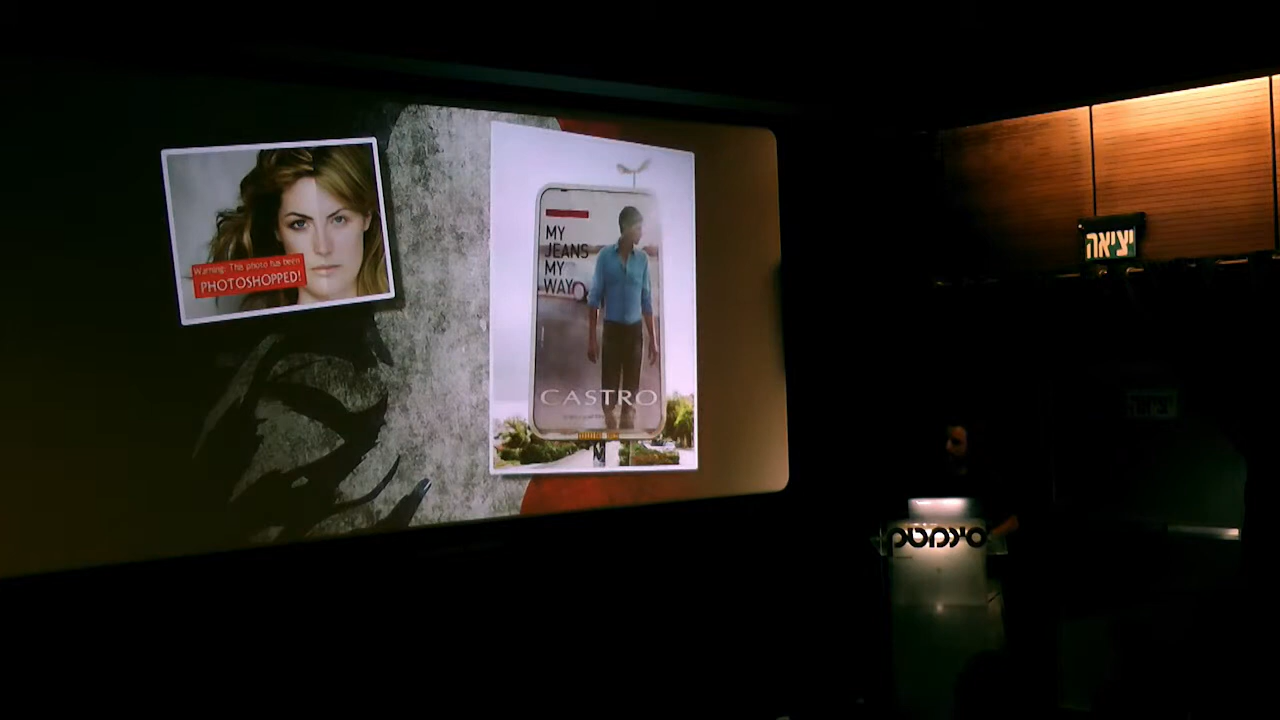 Warning: This photo has been
PHOTOSHOPPED!
MY
JEANS
MY
WAY
CASTRO
יציאה
סינמטק